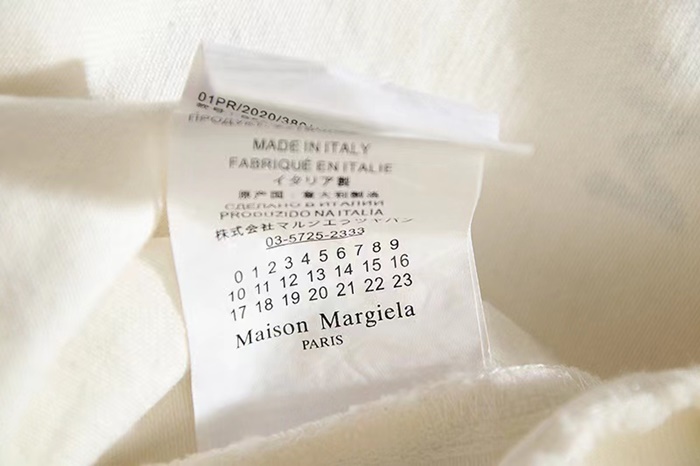 01PR/2020/380
MADE IN ITALY
FABRIQUÉ EN ITALIE
イタリア製
原产国：意大利製造
СДЕЛАНО В ИТАЛИИ
PRODUZIDO NA ITALIA
株式会社マルジェラジャパン
03-5725-2333
0 1 2 3 4 5 6 7 8 9
10 11 12 13 14 15 16
17 18 19 20 21 22 23
Maison Margiela
PARIS